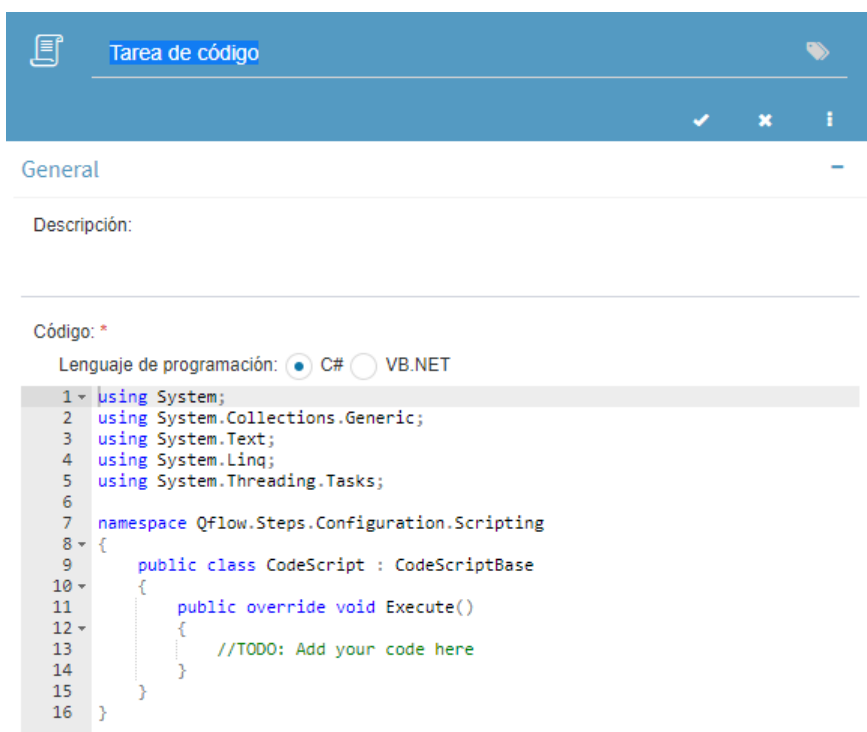 Tarea de código
General
Descripción:
Código: *
Lenguaje de programación: C# VB.NET
1 using System;
2 using System.Collections.Generic;
3 using System.Text;
4 using System.Linq;
5 using System.Threading.Tasks;
6
7 namespace Qflow.Steps.Configuration.Scripting
8 {
9     public class CodeScript : CodeScriptBase
10     {
11         public override void Execute()
12         {
13             //TODO: Add your code here
14         }
15     }
16 }